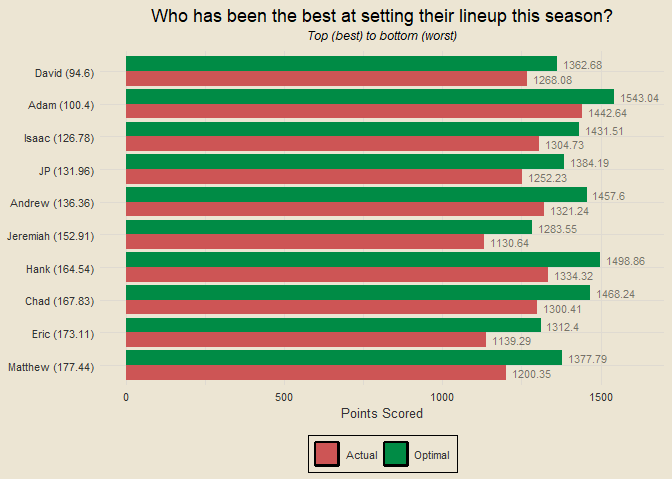 Who has been the best at setting their lineup this season?
Top (best) to bottom (worst)
David (94.6)
1362.68
1268.08
Adam (100.4)
1543.04
1442.64
Isaac (126.78)
1431.51
1304.73
JP (131.96)
1384.19
1252.23
Andrew (136.36)
1457.6
1321.24
Jeremiah (152.91)
1283.55
1130.64
Hank (164.54)
1498.86
1334.32
Chad (167.83)
1468.24
1300.41
Eric (173.11)
1312.4
1139.29
Matthew (177.44)
1377.79
1200.35
0 500 1000 1500
Points Scored
Actual Optimal